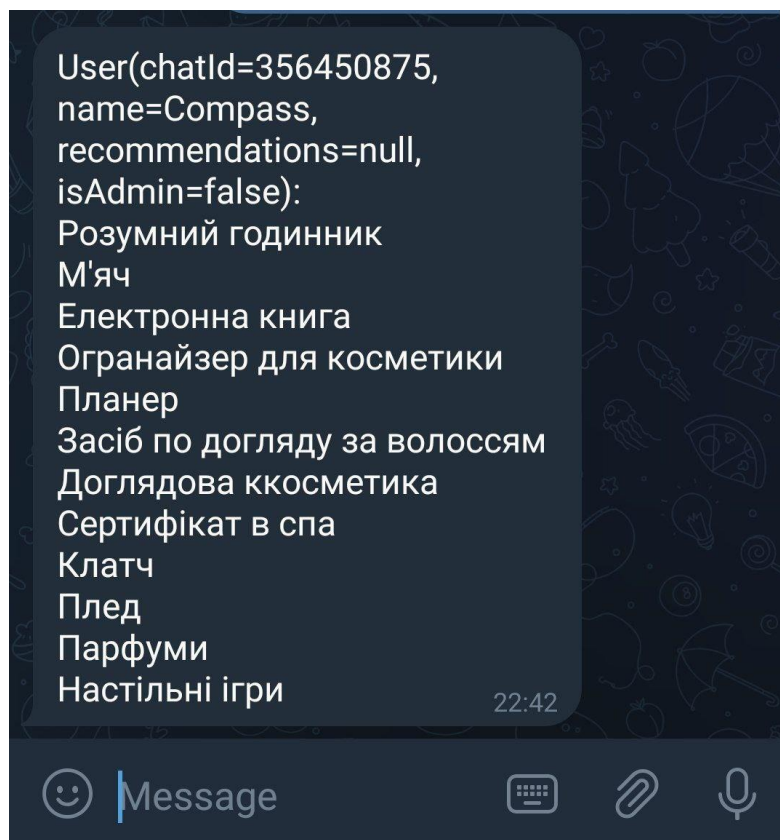 User(chatId=356450875,
name=Compass,
recommendations=null,
isAdmin=false):
Розумний годинник
М'яч
Електронна книга
Огранайзер для косметики
Планер
Засіб по догляду за волоссям
Доглядова ккосметика
Сертифікат в спа
Клатч
Плед
Парфуми
Настільні ігри
22:42
Message